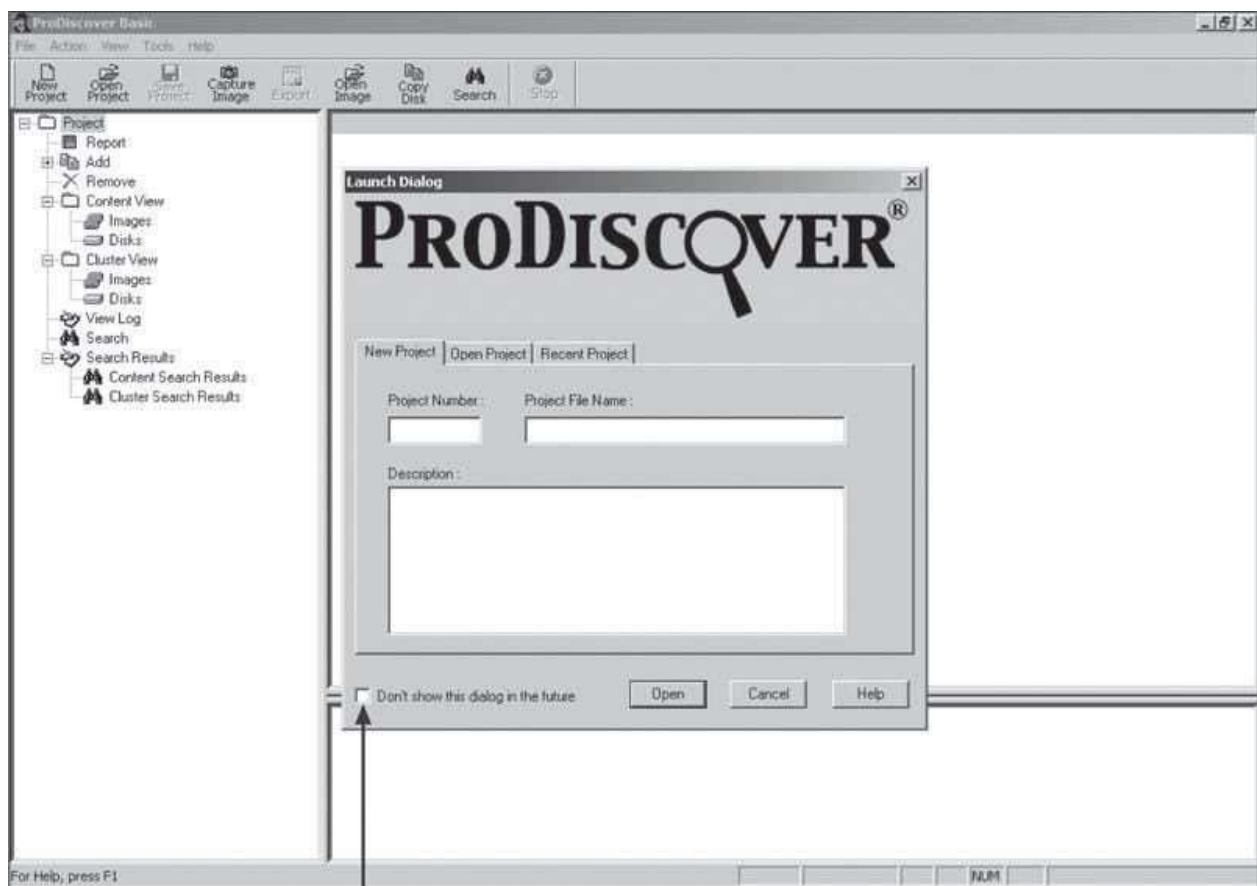 ProDiscover Basic
File Action View Tools Help
New Project
Open Project
Save Project
Capture Image
Export
Open Image
Copy Disk
Search
Stop
Project
Report
Add
Remove
Content View
Images
Disks
Cluster View
Images
Disks
View Log
Search
Search Results
Content Search Results
Cluster Search Results
Launch Dialog
PRODISCOVER®
New Project Open Project Recent Project
Project Number : Project File Name :
Description :
Don't show this dialog in the future Open Cancel Help
For Help, press F1 NUM